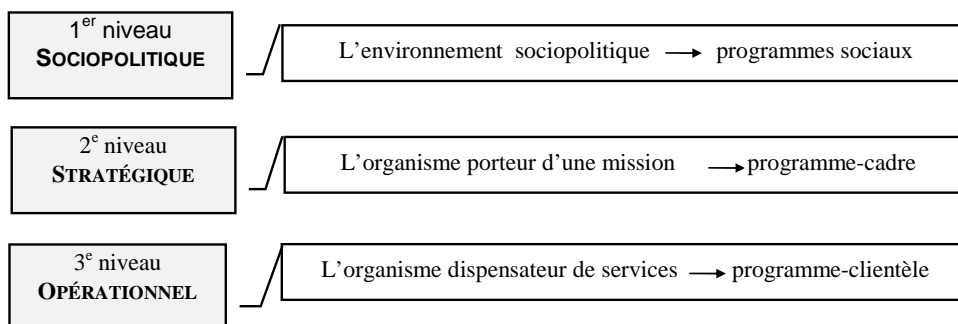 1er niveau
SOCIOPOLITIQUE
L'environnement sociopolitique → programmes sociaux
2e niveau
STRATÉGIQUE
L'organisme porteur d'une mission → programme-cadre
3e niveau
OPÉRATIONNEL
L'organisme dispensateur de services → programme-clientèle